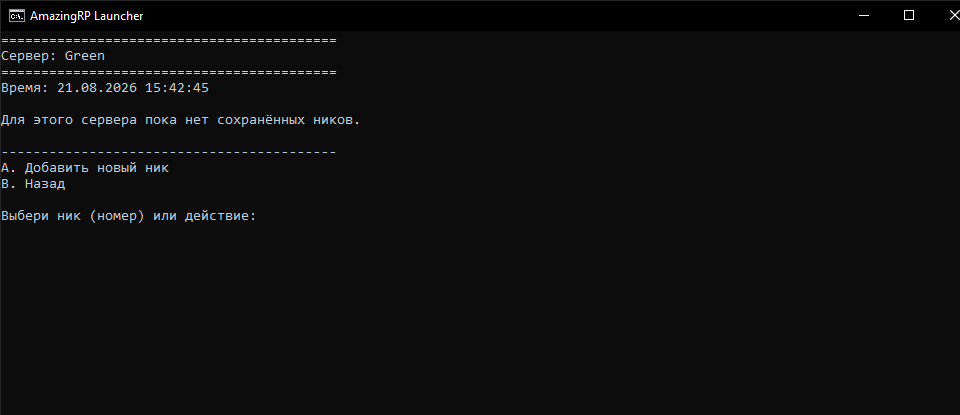 AmazingRP Launcher
==========================================
Сервер: Green
==========================================
Время: 21.08.2026 15:42:45
Для этого сервера пока нет сохранённых ников.
------------------------------------------
A. Добавить новый ник
B. Назад
Выбери ник (номер) или действие: